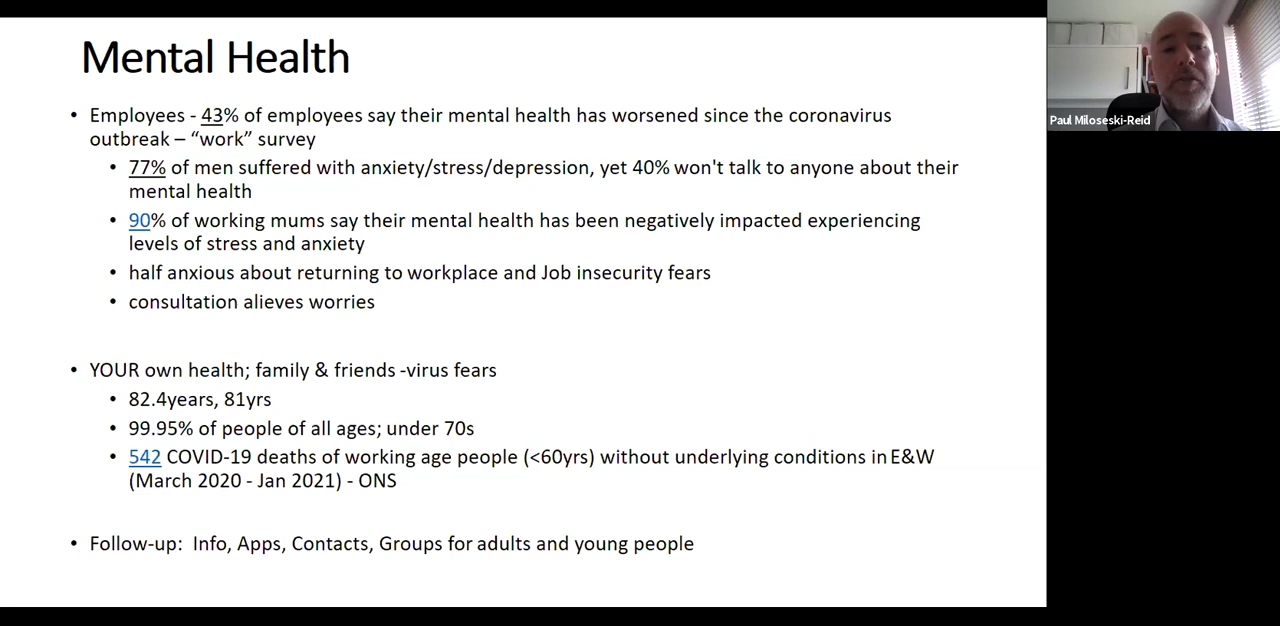 Mental Health
• Employees - 43% of employees say their mental health has worsened since the coronavirus
outbreak – “work” survey
• 77% of men suffered with anxiety/stress/depression, yet 40% won't talk to anyone about their
mental health
• 90% of working mums say their mental health has been negatively impacted experiencing
levels of stress and anxiety
• half anxious about returning to workplace and Job insecurity fears
• consultation alieves worries
• YOUR own health; family & friends -virus fears
• 82.4years, 81yrs
• 99.95% of people of all ages; under 70s
• 542 COVID-19 deaths of working age people (<60yrs) without underlying conditions in E&W
(March 2020 - Jan 2021) - ONS
• Follow-up:  Info, Apps, Contacts, Groups for adults and young people
Paul Miloseski-Reid